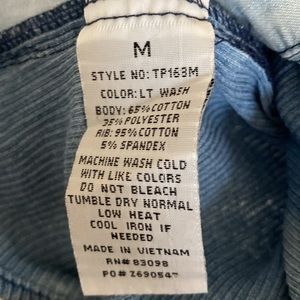 M
STYLE NO: TP163M
COLOR: LT WASH
BODY: 65% COTTON
35% POLYESTER
RIB: 95% COTTON
5% SPANDEX
MACHINE WASH COLD
WITH LIKE COLORS
DO NOT BLEACH
TUMBLE DRY NORMAL
LOW HEAT
COOL IRON IF
NEEDED
MADE IN VIETNAM
RN# 83098
PO#